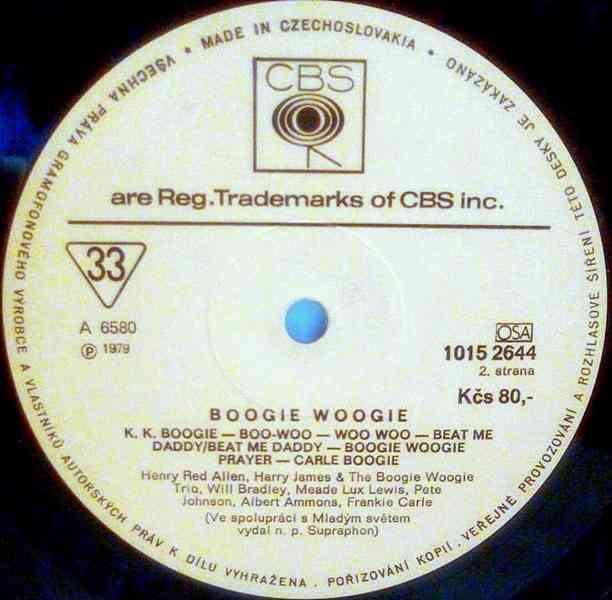 VŠECHNA PRÁVA GRAMOFONOVÉHO VÝROBCE A VLASTNÍKŮ AUTORSKÝCH PRÁV K DÍLU VYHRAŽENA . POŘIZOVÁNÍ KOPIÍ . VEŘEJNÉ PROVOZOVÁNÍ A ROZHLASOVÉ ŠÍŘENÍ TÉTO DESKY JE ZAKÁZÁNO
• MADE IN CZECHOSLOVAKIA •
CBS
are Reg.Trademarks of CBS inc.
33
A 6580
Ⓟ 1979
OSA
1015 2644
2. strana
Kčs 80,-
BOOGIE WOOGIE
K. K. BOOGIE — BOO-WOO — WOO WOO — BEAT ME
DADDY/BEAT ME DADDY — BOOGIE WOOGIE
PRAYER — CARLE BOOGIE
Henry Red Allen, Harry James & The Boogie Woogie
Trio, Will Bradley, Meade Lux Lewis, Pete
Johnson, Albert Ammons, Frankie Carle
(Ve spolupráci s Mladým světem
vydal n. p. Supraphon)